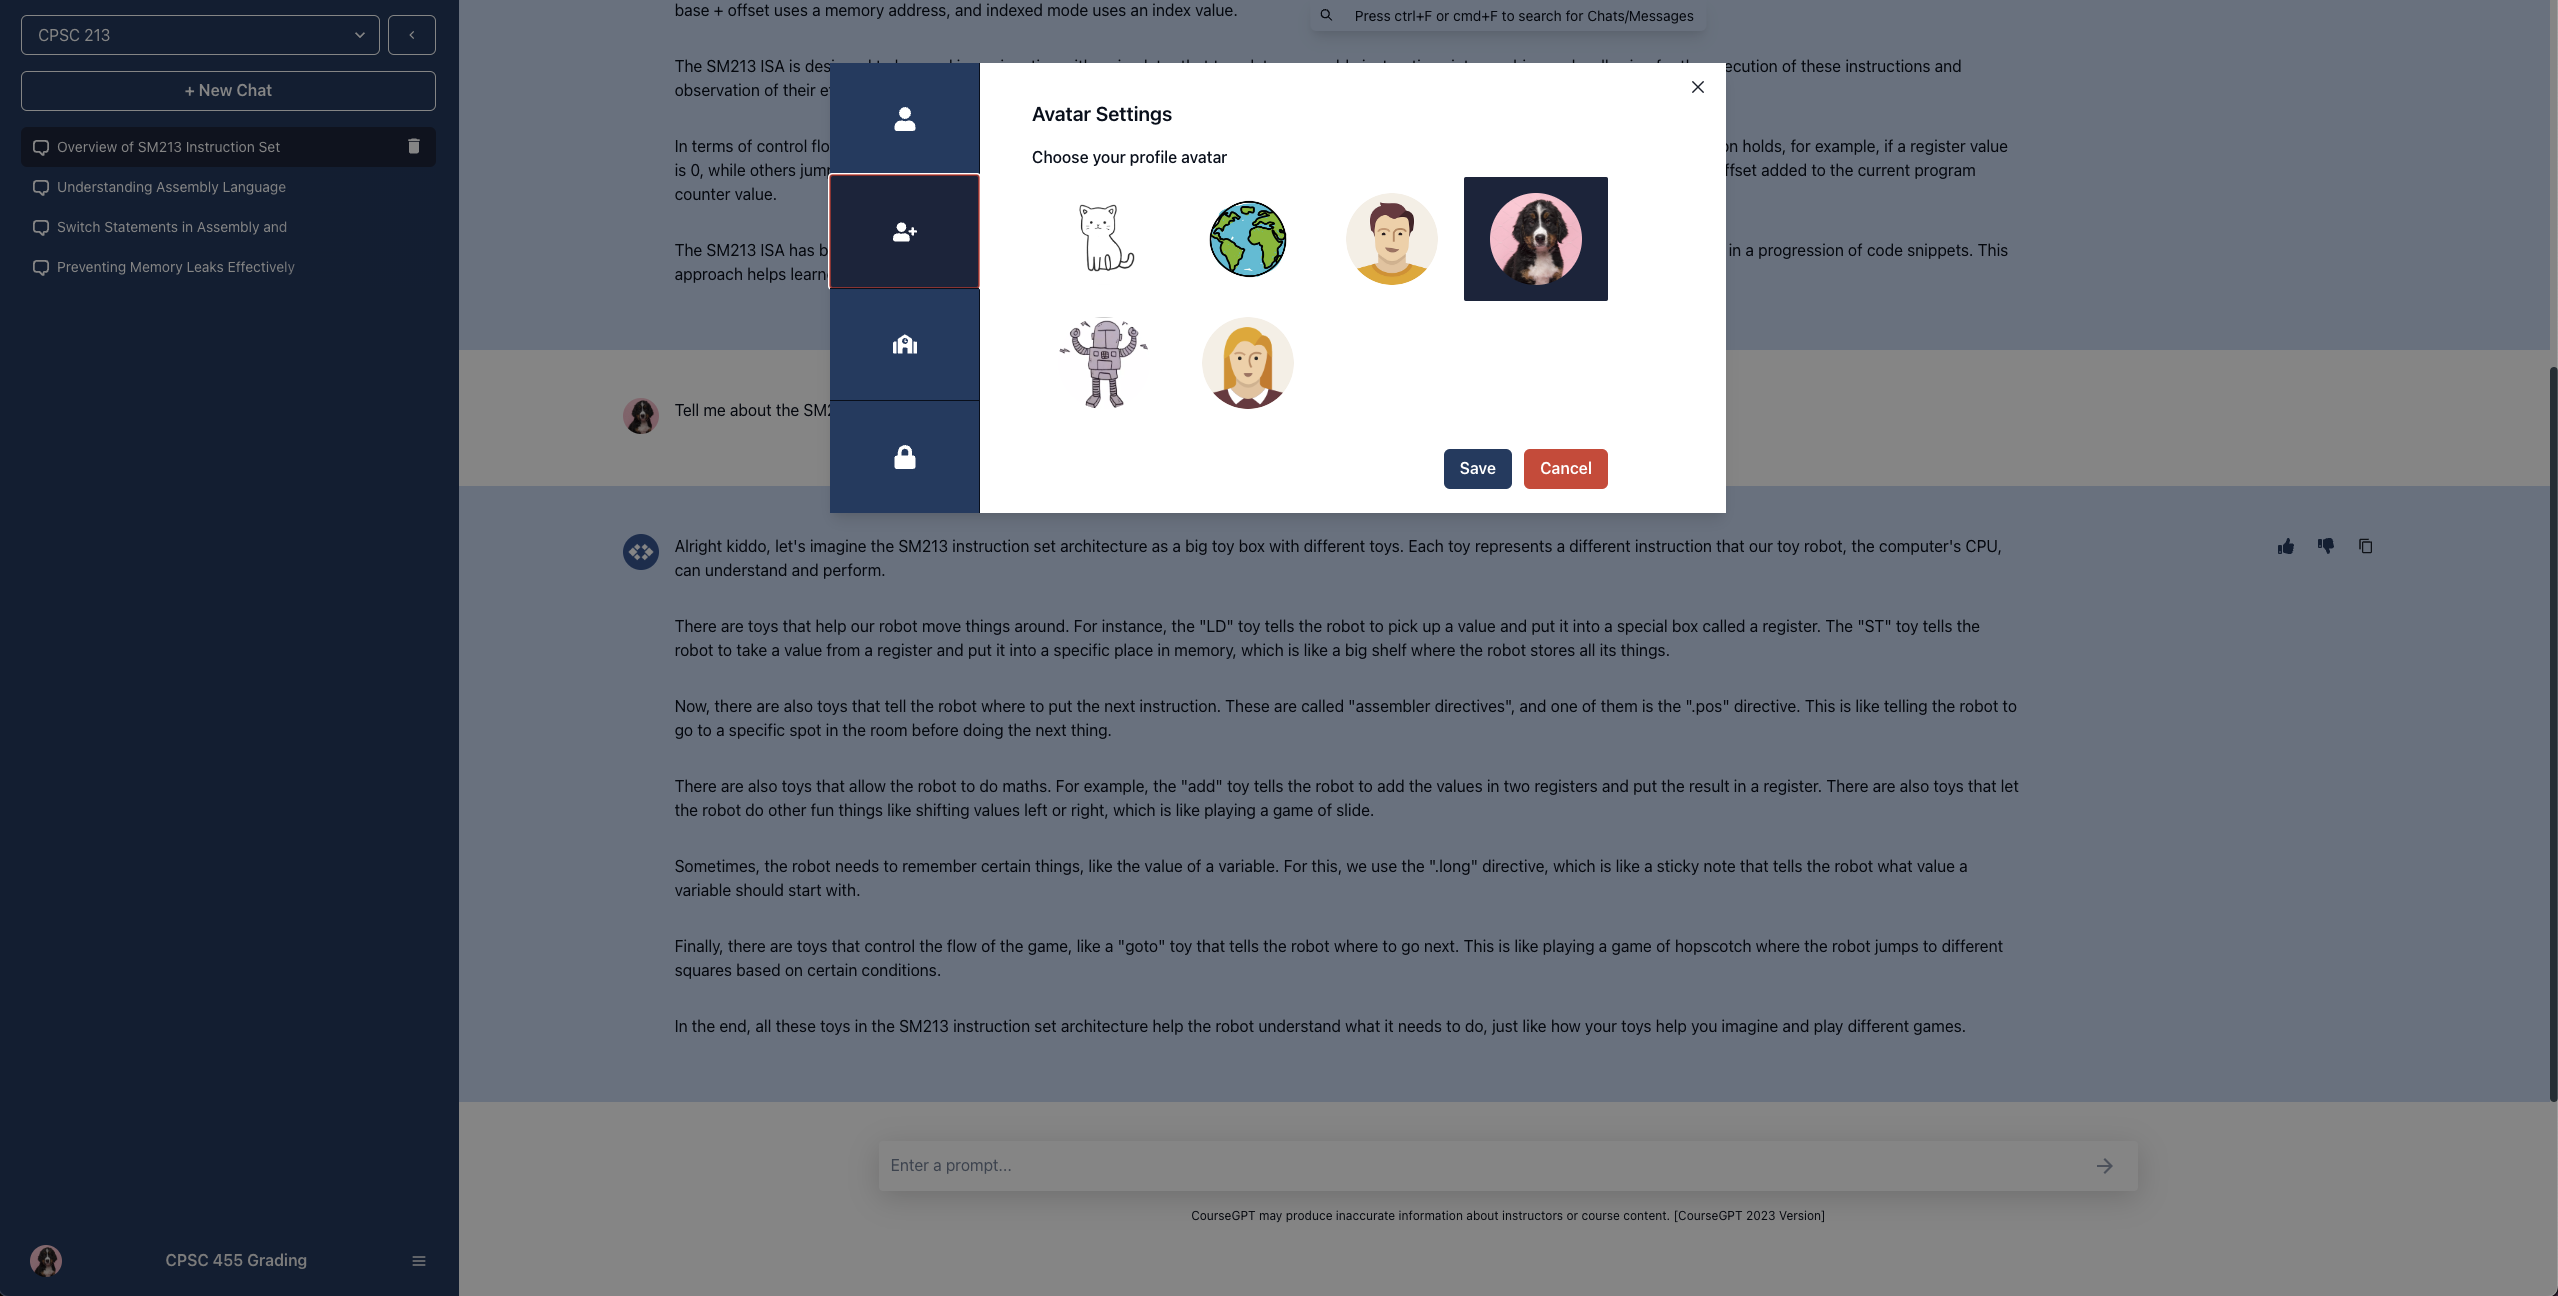 CPSC 213
+ New Chat
Overview of SM213 Instruction Set
Understanding Assembly Language
Switch Statements in Assembly and
Preventing Memory Leaks Effectively
CPSC 455 Grading
base + offset uses a memory address, and indexed mode uses an index value.
Press ctrl+F or cmd+F to search for Chats/Messages
The SM213 ISA is
ecution of these instructions and
observation of their
In terms of control
n holds, for example, if a register value
is 0, while others
ffset added to the current program
counter value.
The SM213 ISA has
in a progression of code snippets. This
approach helps
Avatar Settings
Choose your profile avatar
Save
Cancel
Tell me about the
Alright kiddo, let's imagine the SM213 instruction set architecture as a big toy box with different toys. Each toy represents a different instruction that our toy robot, the computer's CPU,
can understand and perform.
There are toys that help our robot move things around. For instance, the "LD" toy tells the robot to pick up a value and put it into a special box called a register. The "ST" toy tells the
robot to take a value from a register and put it into a specific place in memory, which is like a big shelf where the robot stores all its things.
Now, there are also toys that tell the robot where to put the next instruction. These are called "assembler directives", and one of them is the ".pos" directive. This is like telling the robot to
go to a specific spot in the room before doing the next thing.
There are also toys that allow the robot to do maths. For example, the "add" toy tells the robot to add the values in two registers and put the result in a register. There are also toys that let
the robot do other fun things like shifting values left or right, which is like playing a game of slide.
Sometimes, the robot needs to remember certain things, like the value of a variable. For this, we use the ".long" directive, which is like a sticky note that tells the robot what value a
variable should start with.
Finally, there are toys that control the flow of the game, like a "goto" toy that tells the robot where to go next. This is like playing a game of hopscotch where the robot jumps to different
squares based on certain conditions.
In the end, all these toys in the SM213 instruction set architecture help the robot understand what it needs to do, just like how your toys help you imagine and play different games.
Enter a prompt...
CourseGPT may produce inaccurate information about instructors or course content. [CourseGPT 2023 Version]